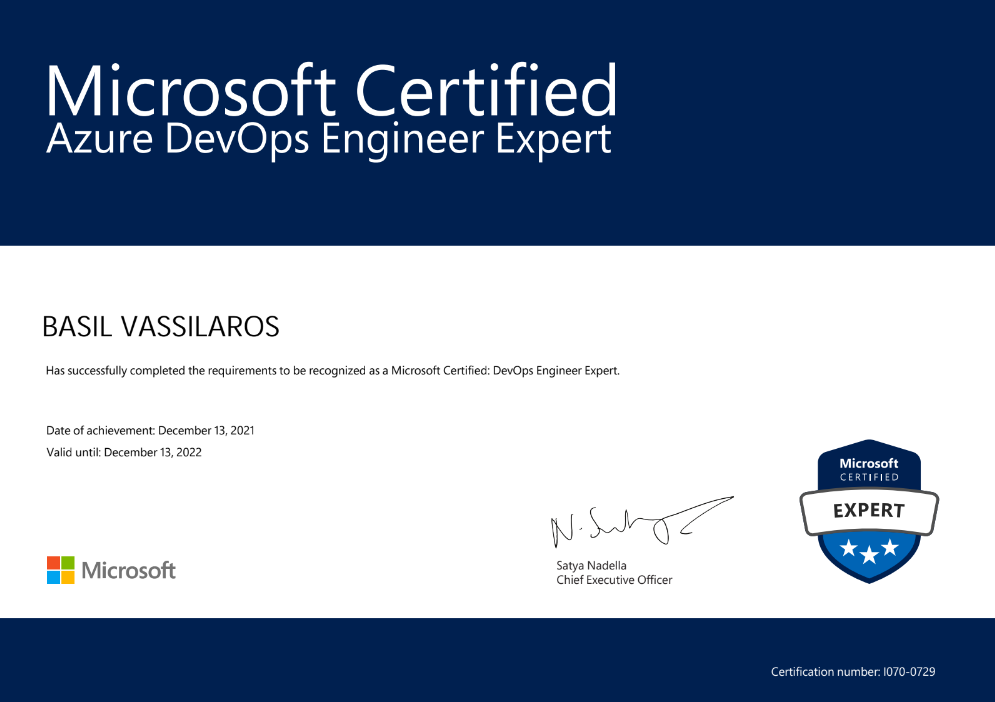 Microsoft Certified
Azure DevOps Engineer Expert
BASIL VASSILAROS
Has successfully completed the requirements to be recognized as a Microsoft Certified: DevOps Engineer Expert.
Date of achievement: December 13, 2021
Valid until: December 13, 2022
Microsoft
CERTIFIED
EXPERT
N. Satya
Microsoft
Satya Nadella
Chief Executive Officer
Certification number: I070-0729